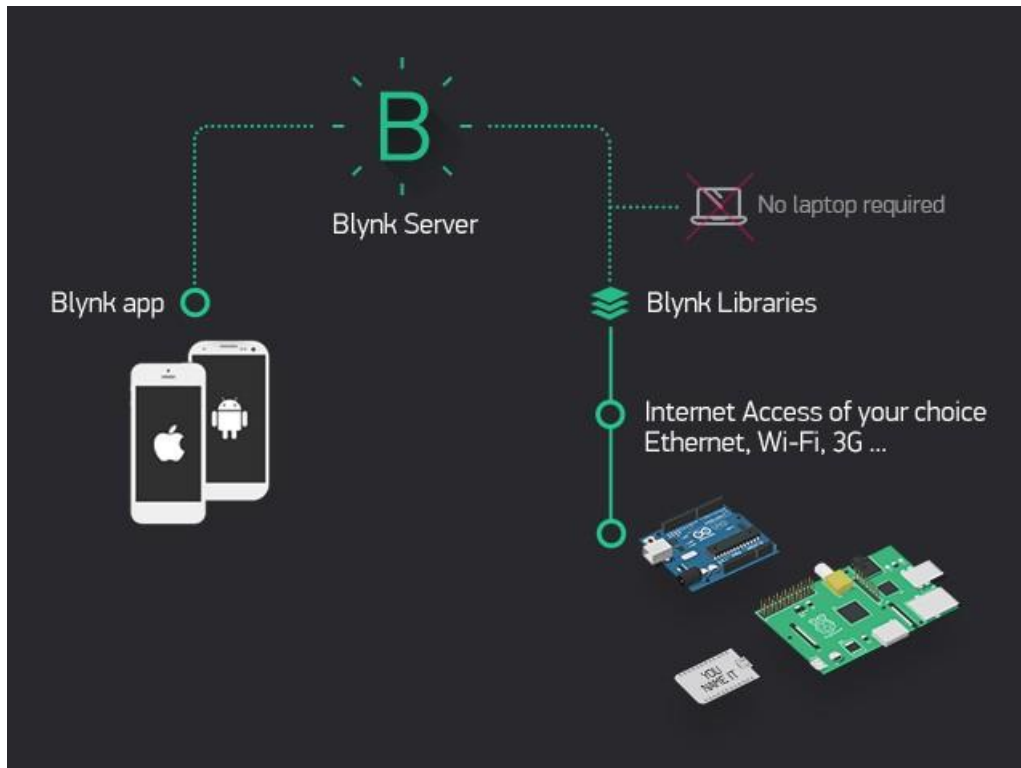 B
Blynk Server
No laptop required
Blynk app
Blynk Libraries
Internet Access of your choice
Ethernet, Wi-Fi, 3G ...
YOU
NAME IT